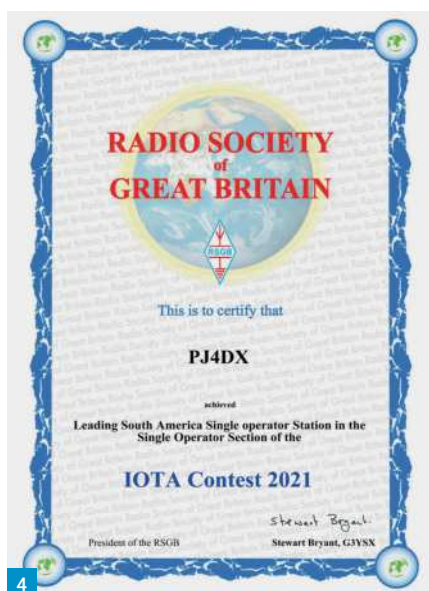 RADIO SOCIETY
of
GREAT BRITAIN
RSGB
This is to certify that
PJ4DX
achieved
Leading South America Single operator Station in the
Single Operator Section of the
IOTA Contest 2021
Stewart Bryant
President of the RSGB
Stewart Bryant, G3YSX
4